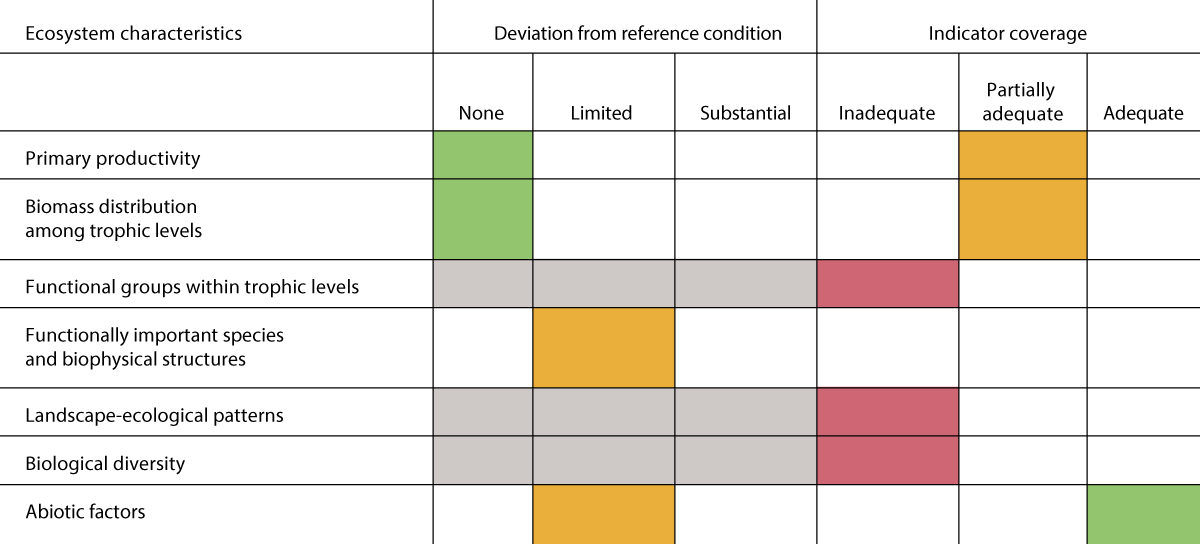 Ecosystem characteristics
Deviation from reference condition
Indicator coverage
None
Limited
Substantial
Inadequate
Partially
adequate
Adequate
Primary productivity
Biomass distribution
among trophic levels
Functional groups within trophic levels
Functionally important species
and biophysical structures
Landscape-ecological patterns
Biological diversity
Abiotic factors